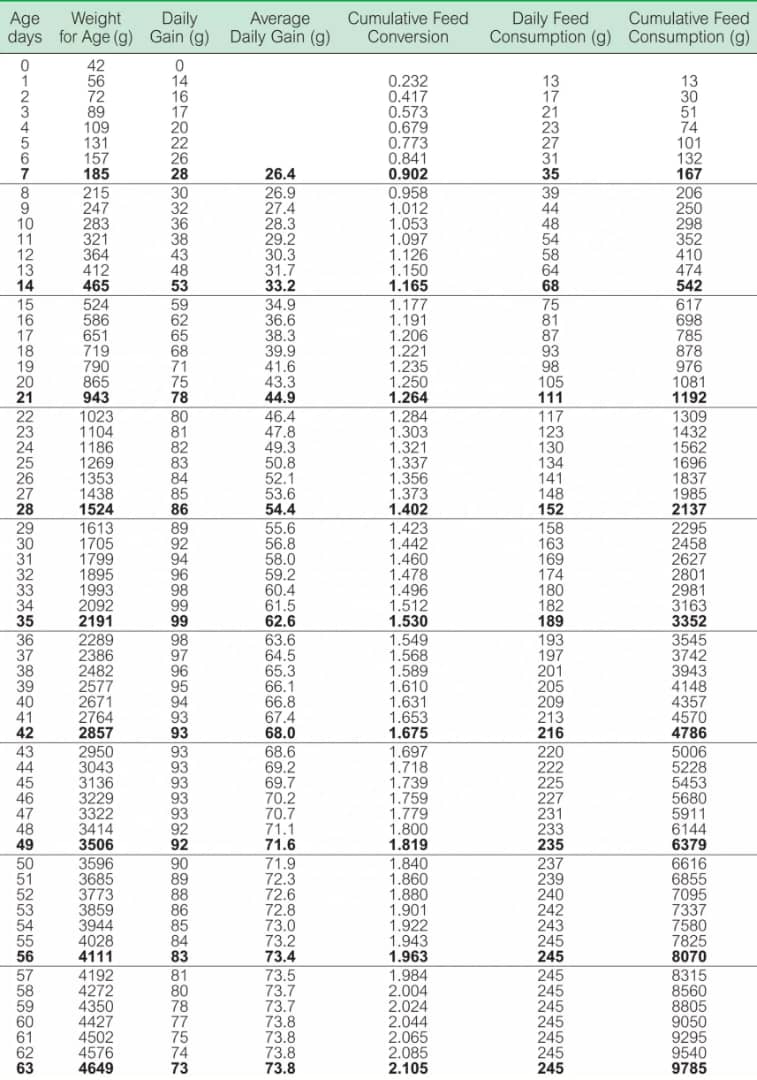 Age days Weight for Age (g) Daily Gain (g) Average Daily Gain (g) Cumulative Feed Conversion Daily Feed Consumption (g) Cumulative Feed Consumption (g)
0 42 0
1 56 14 0.232 13 13
2 72 16 0.417 17 30
3 89 17 0.573 21 51
4 109 20 0.679 23 74
5 131 22 0.773 27 101
6 157 26 0.841 31 132
7 185 28 26.4 0.902 35 167
8 215 30 26.9 0.958 39 206
9 247 32 27.4 1.012 44 250
10 283 36 28.3 1.053 48 298
11 321 38 29.2 1.097 54 352
12 364 43 30.3 1.126 58 410
13 412 48 31.7 1.150 64 474
14 465 53 33.2 1.165 68 542
15 524 59 34.9 1.177 75 617
16 586 62 36.6 1.191 81 698
17 651 65 38.3 1.206 87 785
18 719 68 39.9 1.221 93 878
19 790 71 41.6 1.235 98 976
20 865 75 43.3 1.250 105 1081
21 943 78 44.9 1.264 111 1192
22 1023 80 46.4 1.284 117 1309
23 1104 81 47.8 1.303 123 1432
24 1186 82 49.3 1.321 130 1562
25 1269 83 50.8 1.337 134 1696
26 1353 84 52.1 1.356 141 1837
27 1438 85 53.6 1.373 148 1985
28 1524 86 54.4 1.402 152 2137
29 1613 89 55.6 1.423 158 2295
30 1705 92 56.8 1.442 163 2458
31 1799 94 58.0 1.460 169 2627
32 1895 96 59.2 1.478 174 2801
33 1993 98 60.4 1.496 180 2981
34 2092 99 61.5 1.512 182 3163
35 2191 99 62.6 1.530 189 3352
36 2289 98 63.6 1.549 193 3545
37 2386 97 64.5 1.568 197 3742
38 2482 96 65.3 1.589 201 3943
39 2577 95 66.1 1.610 205 4148
40 2671 94 66.8 1.631 209 4357
41 2764 93 67.4 1.653 213 4570
42 2857 93 68.0 1.675 216 4786
43 2950 93 68.6 1.697 220 5006
44 3043 93 69.2 1.718 222 5228
45 3136 93 69.7 1.739 225 5453
46 3229 93 70.2 1.759 227 5680
47 3322 93 70.7 1.779 231 5911
48 3414 92 71.1 1.800 233 6144
49 3506 92 71.6 1.819 235 6379
50 3596 90 71.9 1.840 237 6616
51 3685 89 72.3 1.860 239 6855
52 3773 88 72.6 1.880 240 7095
53 3859 86 72.8 1.901 242 7337
54 3944 85 73.0 1.922 243 7580
55 4028 84 73.2 1.943 245 7825
56 4111 83 73.4 1.963 245 8070
57 4192 81 73.5 1.984 245 8315
58 4272 80 73.7 2.004 245 8560
59 4350 78 73.7 2.024 245 8805
60 4427 77 73.8 2.044 245 9050
61 4502 75 73.8 2.065 245 9295
62 4576 74 73.8 2.085 245 9540
63 4649 73 73.8 2.105 245 9785